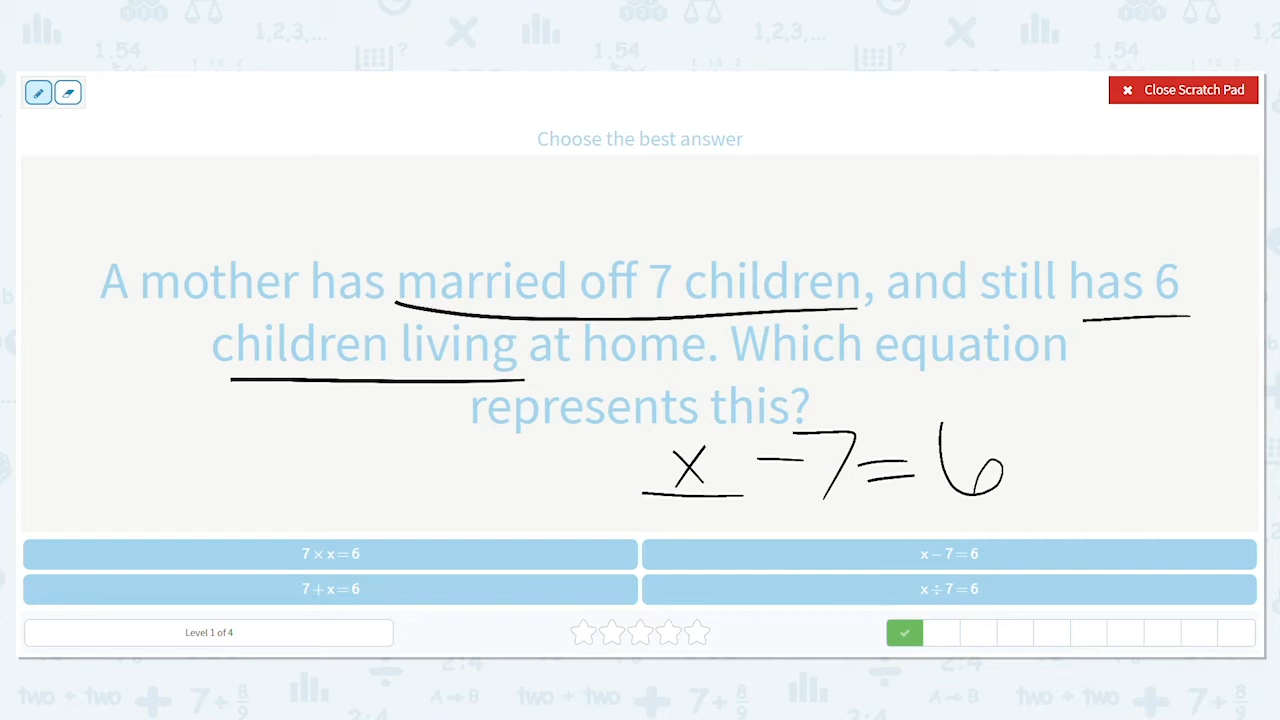 Close Scratch Pad
Choose the best answer
A mother has married off 7 children, and still has 6
children living at home. Which equation
represents this?
x - 7 = 6
7 × x = 6
x − 7 = 6
7 + x = 6
x ÷ 7 = 6
Level 1 of 4